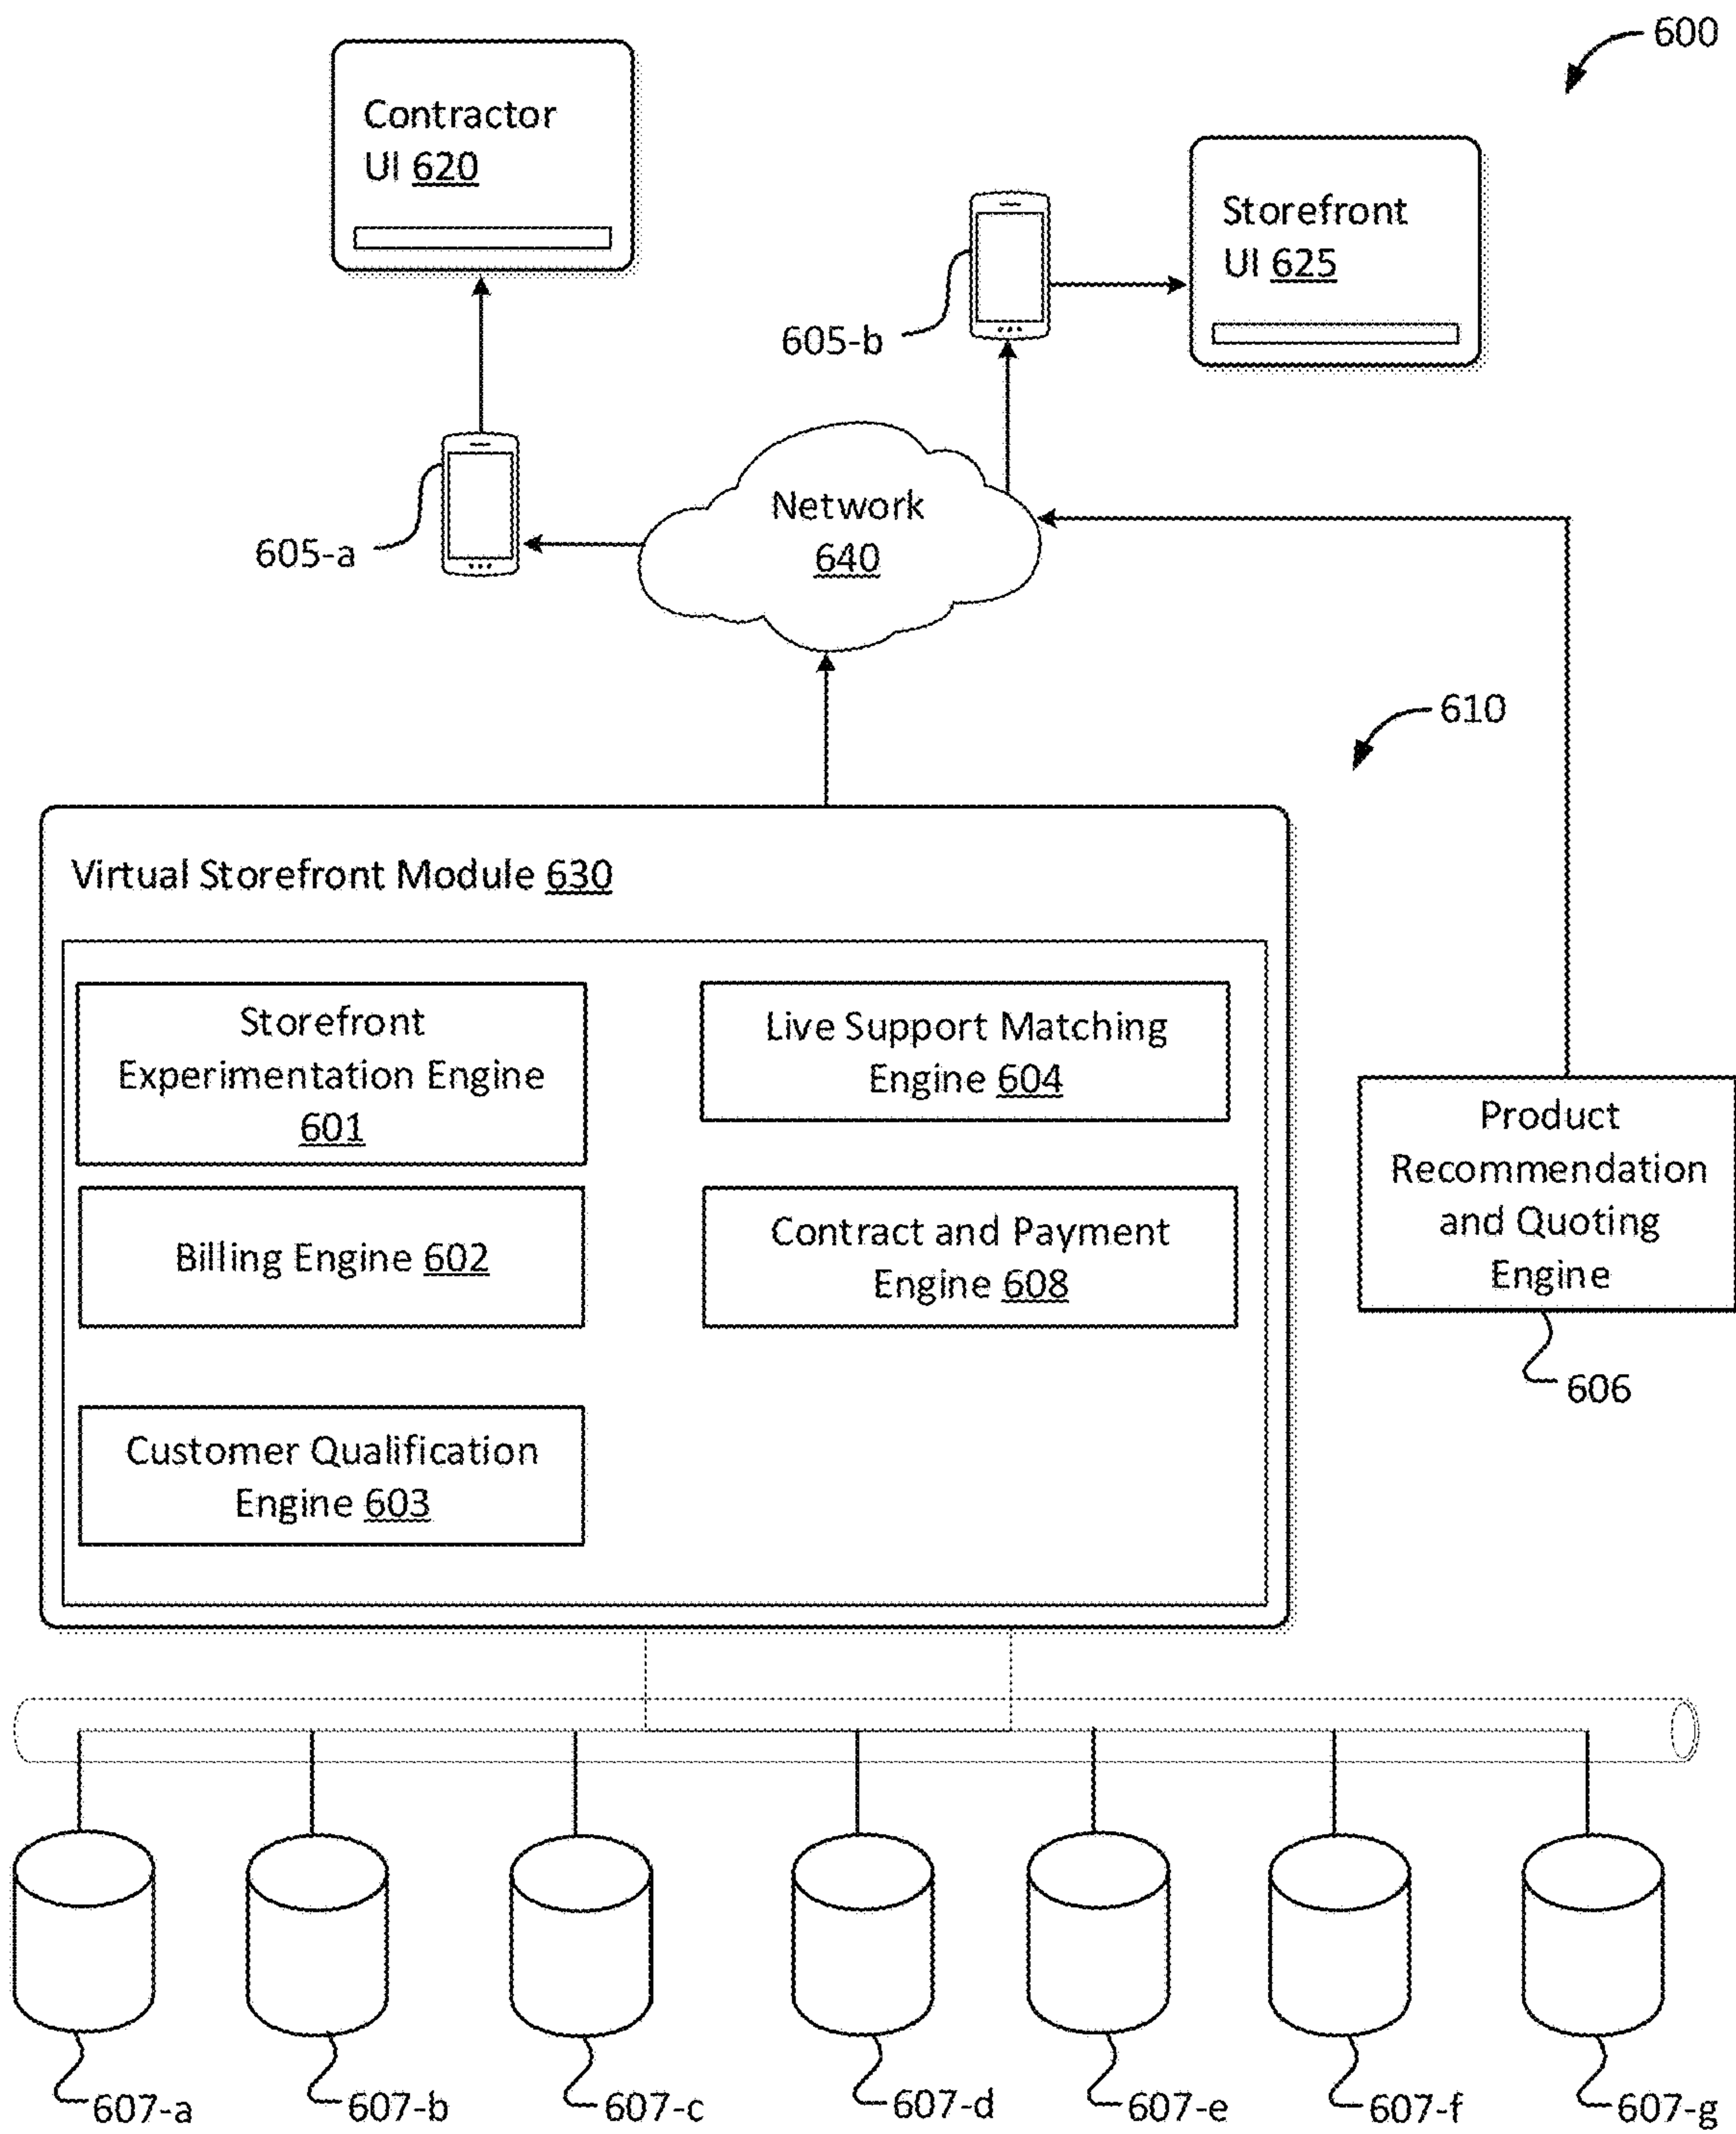 600
Contractor
UI 620
Storefront
UI 625
605-b
Network
640
605-a
610
Virtual Storefront Module 630
Storefront
Experimentation Engine
601
Live Support Matching
Engine 604
Product
Recommendation
and Quoting
Engine
Billing Engine 602
Contract and Payment
Engine 608
606
Customer Qualification
Engine 603
607-a
607-b
607-c
607-d
607-e
607-f
607-g